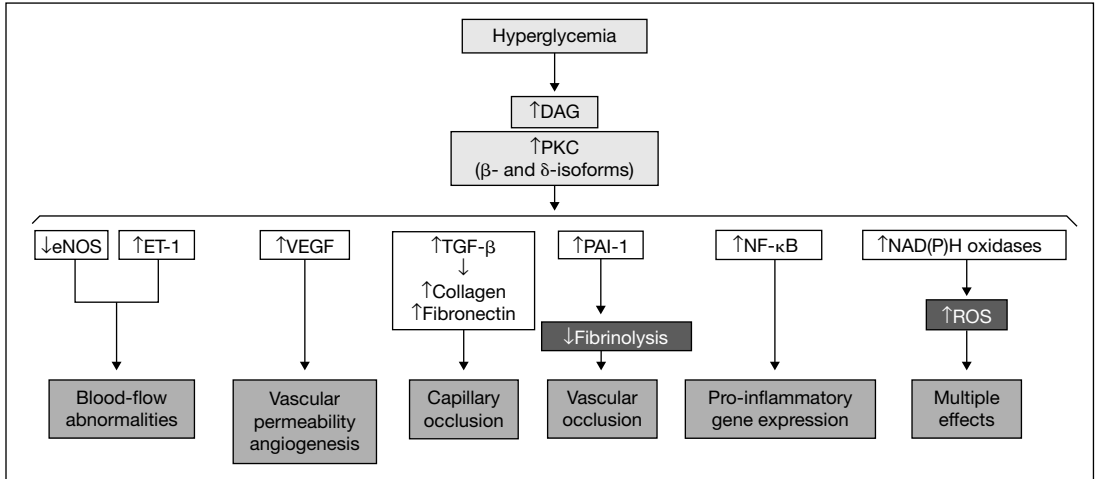 Hyperglycemia
↑DAG
↑PKC
(β- and δ-isoforms)
↓eNOS
↑ET-1
↑VEGF
↑TGF-β
↓
↑Collagen
↑Fibronectin
↑PAI-1
↑NF-κB
↑NAD(P)H oxidases
↓Fibrinolysis
↑ROS
Blood-flow
abnormalities
Vascular
permeability
angiogenesis
Capillary
occlusion
Vascular
occlusion
Pro-inflammatory
gene expression
Multiple
effects